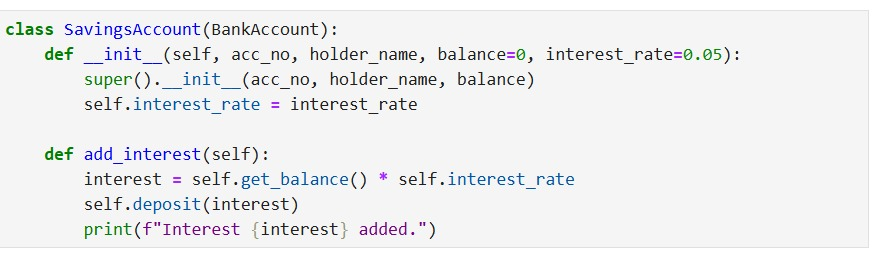 class SavingsAccount(BankAccount):
    def __init__(self, acc_no, holder_name, balance=0, interest_rate=0.05):
        super().__init__(acc_no, holder_name, balance)
        self.interest_rate = interest_rate

    def add_interest(self):
        interest = self.get_balance() * self.interest_rate
        self.deposit(interest)
        print(f"Interest {interest} added.")